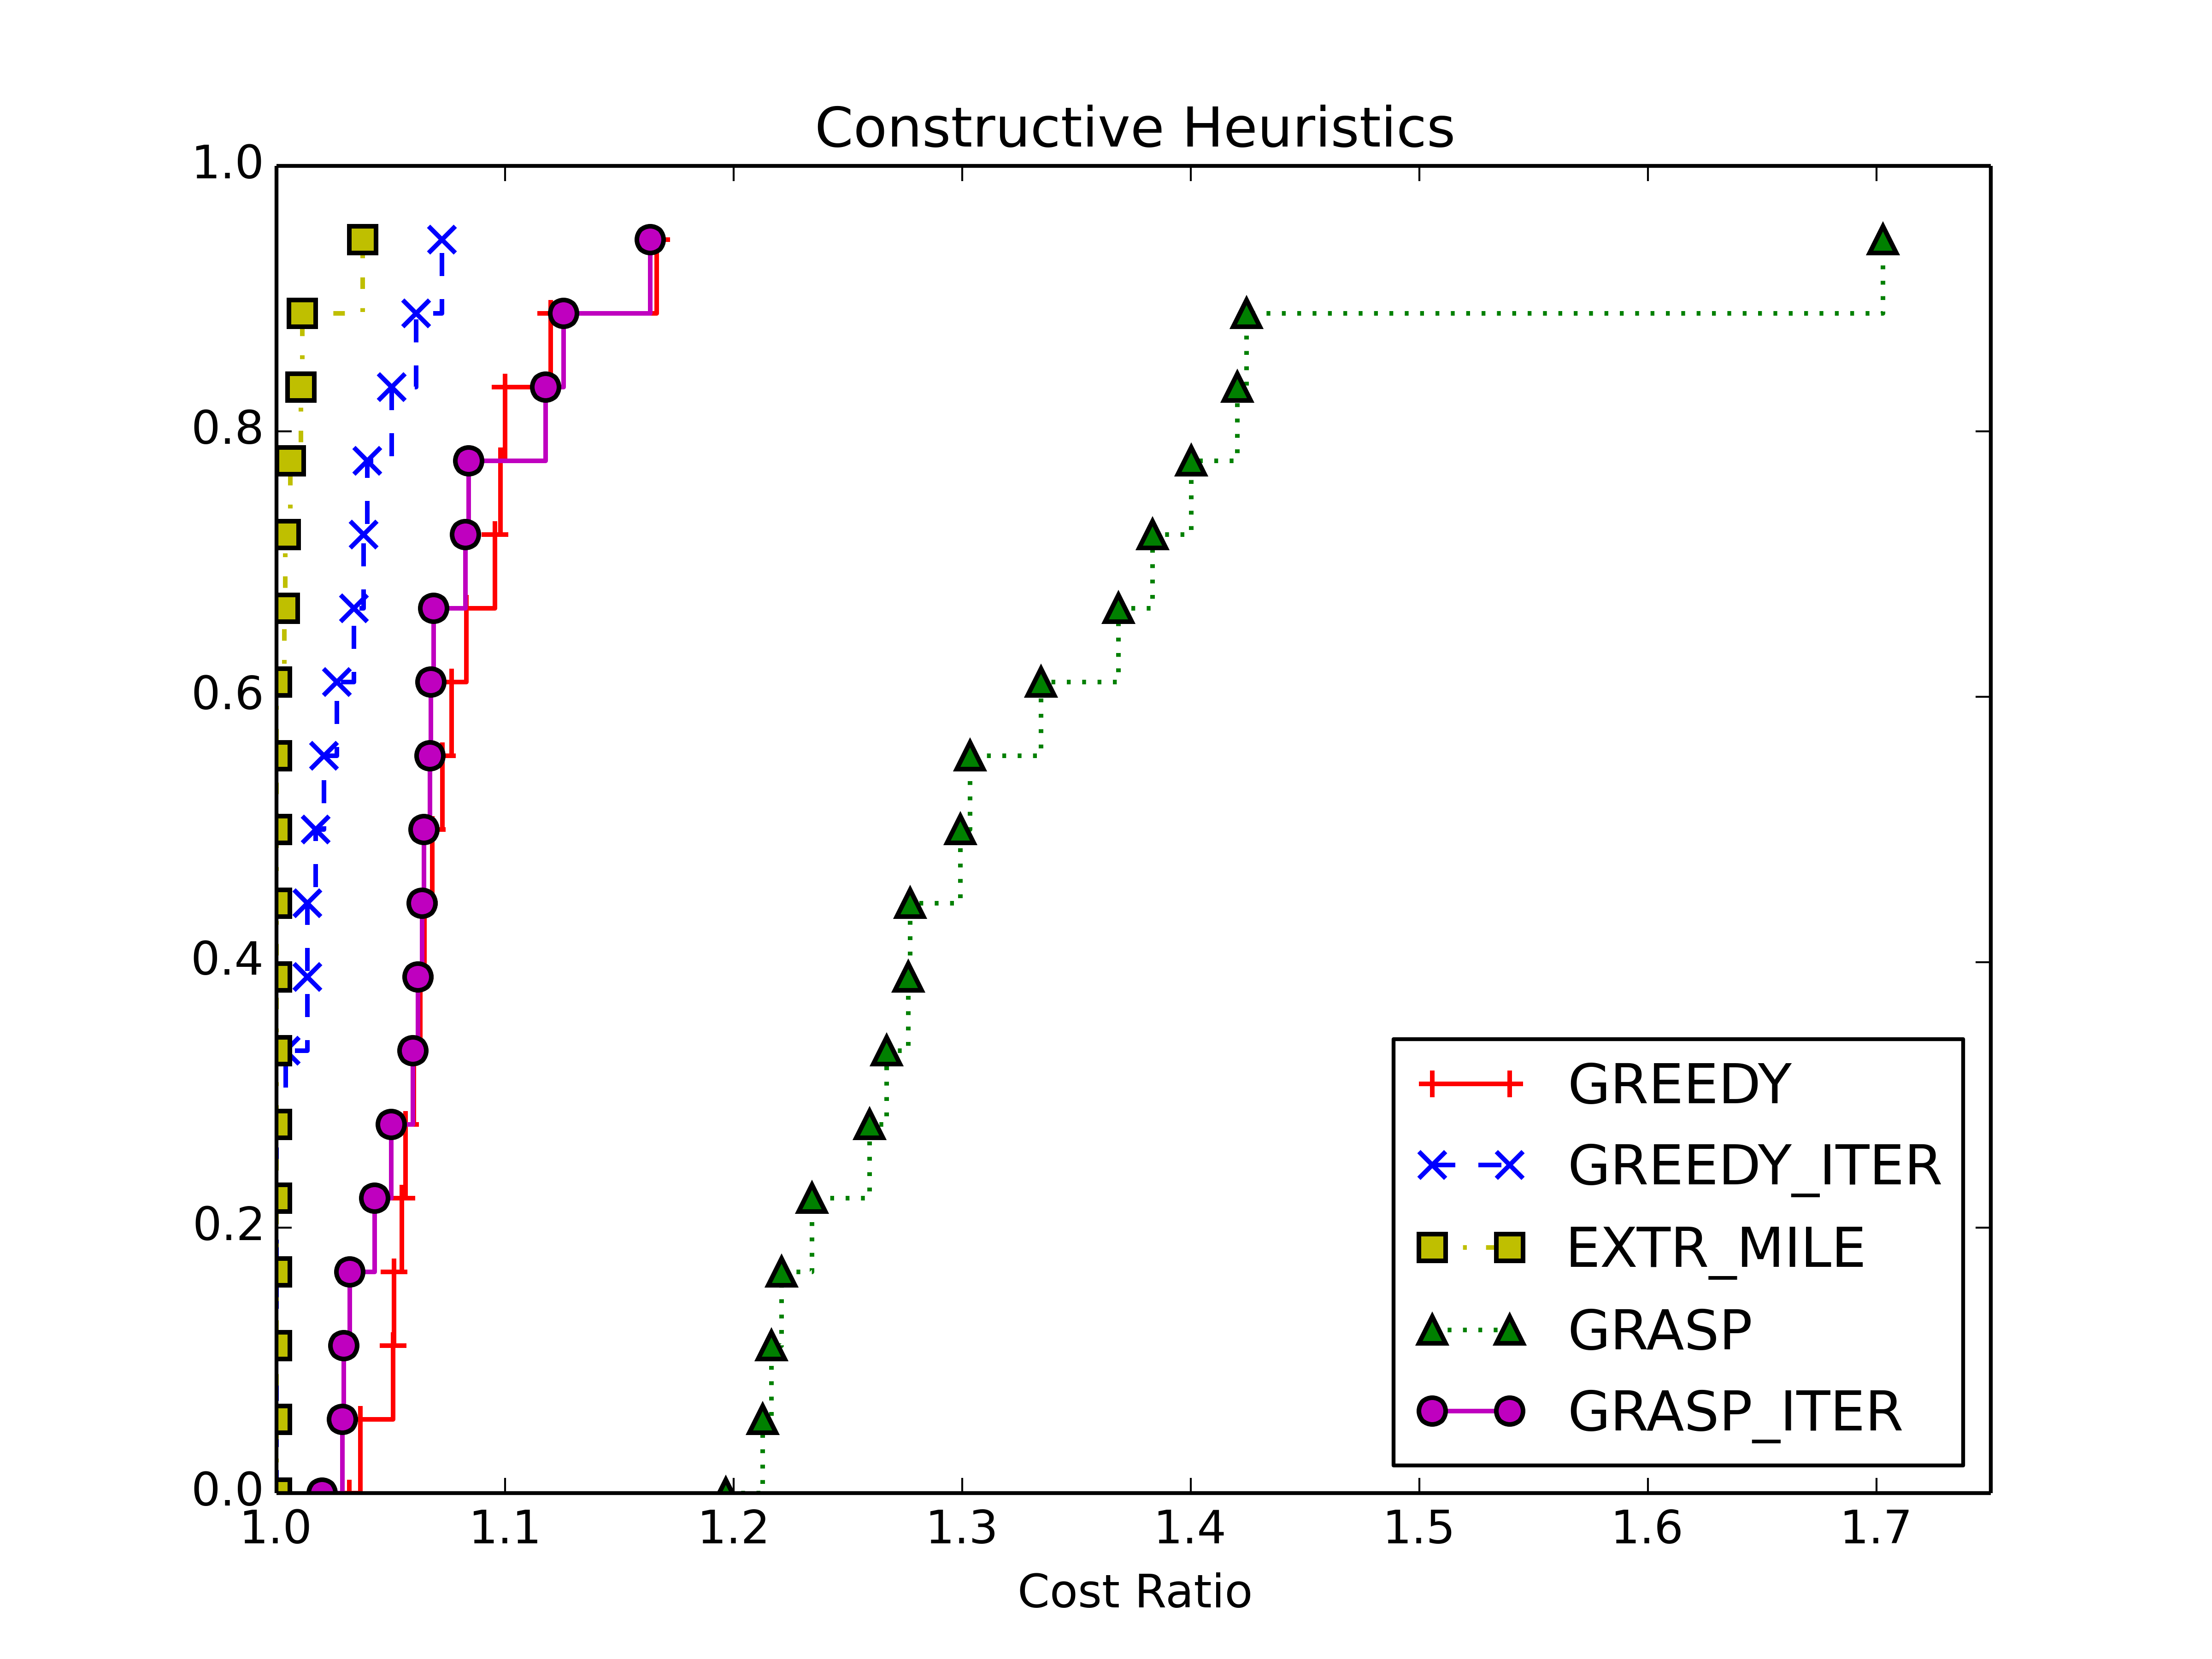 Constructive Heuristics
1.0
0.8
0.6
0.4
0.2
0.0
1.0 1.1 1.2 1.3 1.4 1.5 1.6 1.7
Cost Ratio
GREEDY
GREEDY_ITER
EXTR_MILE
GRASP
GRASP_ITER